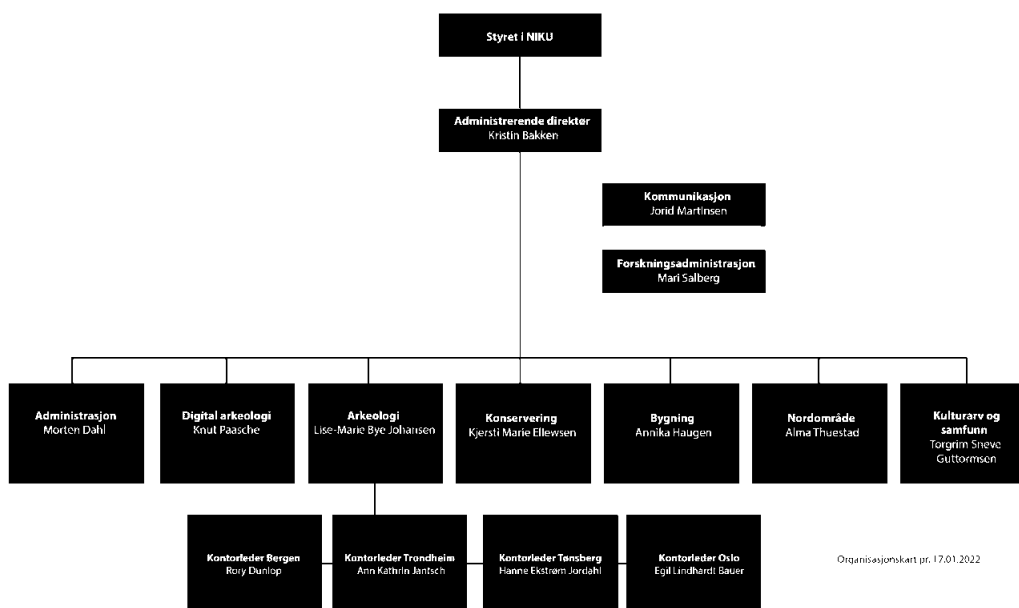 Styret i NIKU
Administrerende direktør
Kristin Bakken
Kommunikasjon
Jorid Martinsen
Forskningsadministrasjon
Mari Salberg
Administrasjon
Morten Dahl
Digital arkeologi
Knut Paasche
Arkeologi
Lise-Marie Bye Johansen
Konservering
Kjersti Marie Ellewsen
Bygning
Annika Haugen
Nordområde
Alma Thuestad
Kulturarv og
samfunn
Torgrim Sneve
Guttormsen
Kontorleder Bergen
Rory Dunlop
Kontorleder Trondheim
Ann Kathrin Jantsch
Kontorleder Tønsberg
Hanne Ekstrøm Jordahl
Kontorleder Oslo
Egil Lindhardt Bauer
Organisasjonskart pr. 17.01.2022